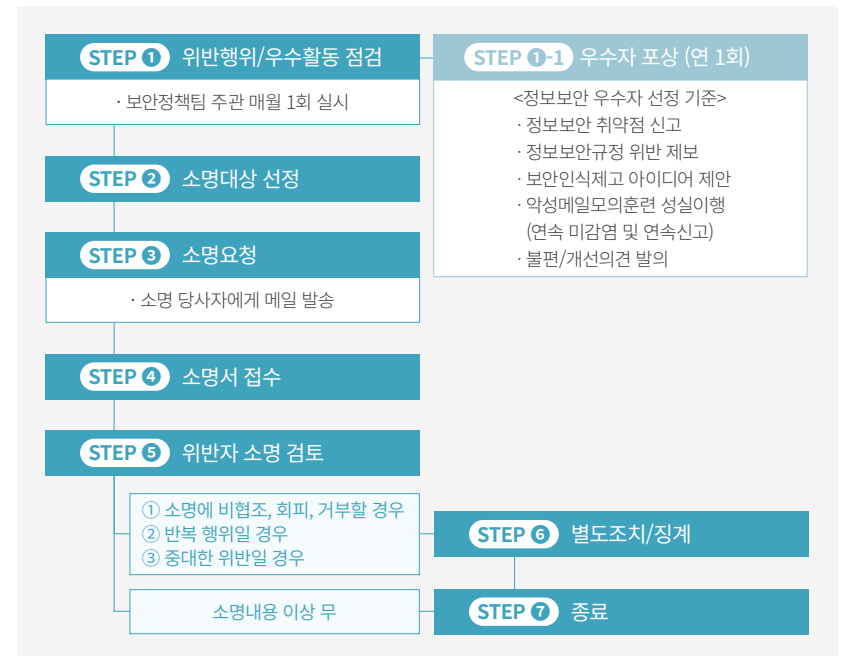 STEP ❶ 위반행위/우수활동 점검
· 보안정책팀 주관 매월 1회 실시
STEP ❶-1 우수자 포상 (연 1회)
<정보보안 우수자 선정 기준>
· 정보보안 취약점 신고
· 정보보안규정 위반 제보
· 보안인식제고 아이디어 제안
· 악성메일모의훈련 성실이행
(연속 미감염 및 연속신고)
· 불편/개선의견 발의
STEP ❷ 소명대상 선정
STEP ❸ 소명요청
· 소명 당사자에게 메일 발송
STEP ❹ 소명서 접수
STEP ❺ 위반자 소명 검토
① 소명에 비협조, 회피, 거부할 경우
② 반복 행위일 경우
③ 중대한 위반일 경우
STEP ❻ 별도조치/징계
소명내용 이상 무
STEP ❼ 종료